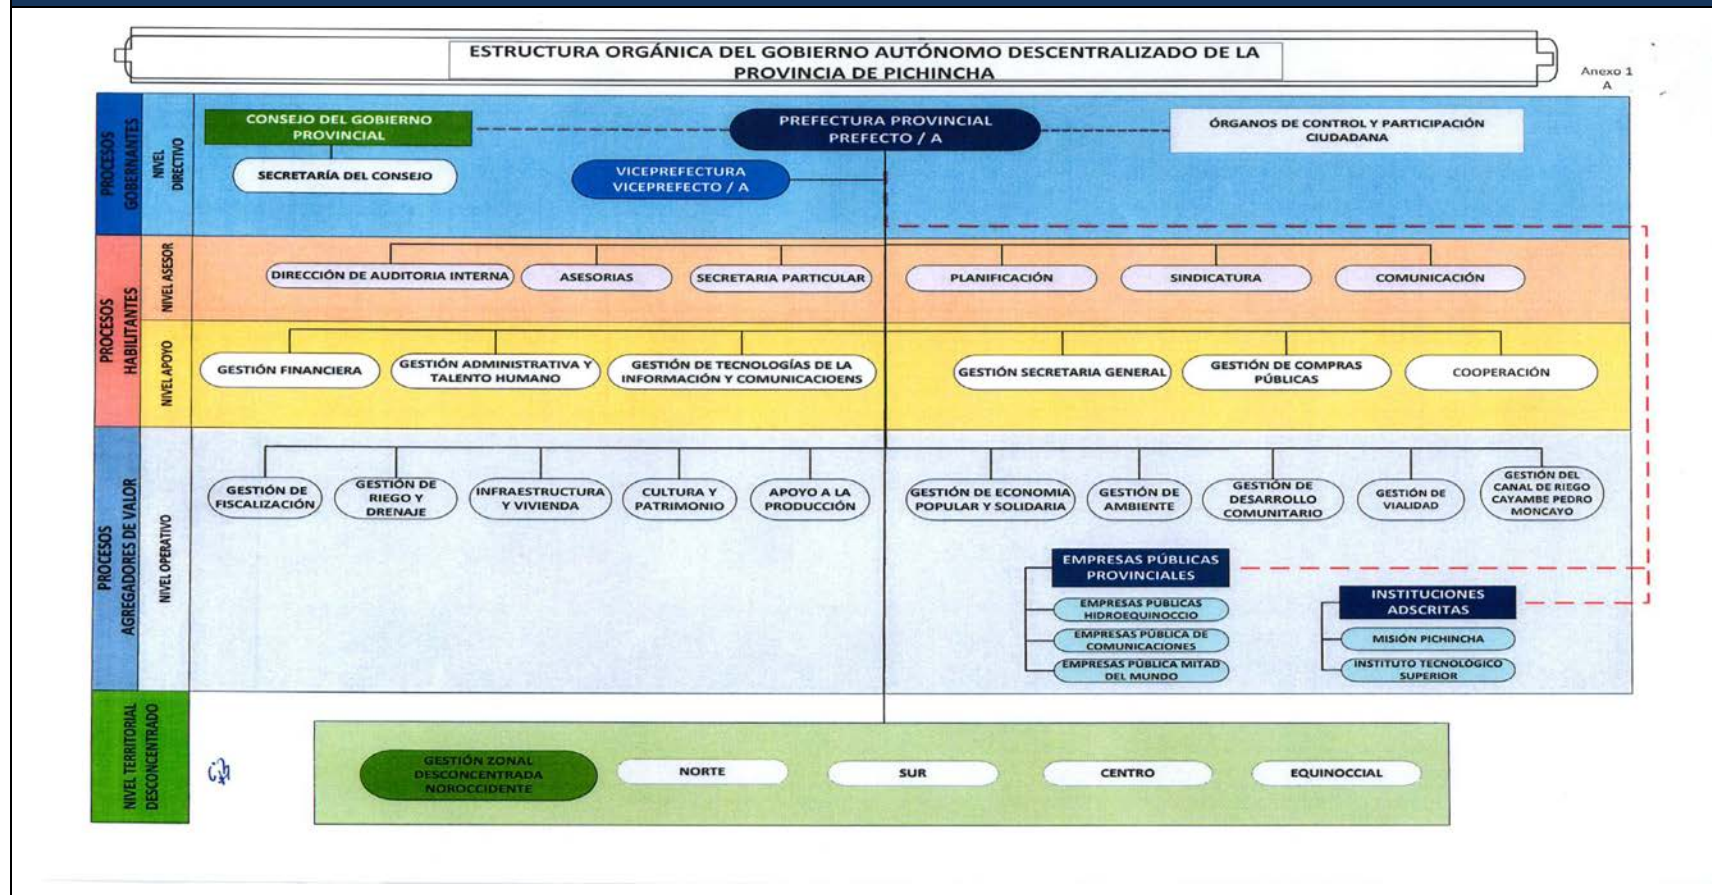 ESTRUCTURA ORGÁNICA DEL GOBIERNO AUTÓNOMO DESCENTRALIZADO DE LA
PROVINCIA DE PICHINCHA
Anexo 1
A
PROCESOS
GOBERNANTES
NIVEL
DIRECTIVO
CONSEJO DEL GOBIERNO
PROVINCIAL
PREFECTURA PROVINCIAL
PREFECTO / A
ÓRGANOS DE CONTROL Y PARTICIPACIÓN
CIUDADANA
SECRETARÍA DEL CONSEJO
VICEPREFECTURA
VICEPREFECTO / A
PROCESOS
HABILITANTES
NIVEL ASESOR
DIRECCIÓN DE AUDITORIA INTERNA
ASESORIAS
SECRETARIA PARTICULAR
PLANIFICACIÓN
SINDICATURA
COMUNICACIÓN
NIVEL APOYO
GESTIÓN FINANCIERA
GESTIÓN ADMINISTRATIVA Y
TALENTO HUMANO
GESTIÓN DE TECNOLOGÍAS DE LA
INFORMACIÓN Y COMUNICACIOENS
GESTIÓN SECRETARIA GENERAL
GESTIÓN DE COMPRAS
PÚBLICAS
COOPERACIÓN
PROCESOS
AGREGADORES DE VALOR
NIVEL OPERATIVO
GESTIÓN DE
FISCALIZACIÓN
GESTIÓN DE
RIEGO Y
DRENAJE
INFRAESTRUCTURA
Y VIVIENDA
CULTURA Y
PATRIMONIO
APOYO A LA
PRODUCCIÓN
GESTIÓN DE ECONOMIA
POPULAR Y SOLIDARIA
GESTIÓN DE
AMBIENTE
GESTIÓN DE
DESARROLLO
COMUNITARIO
GESTIÓN DE
VIALIDAD
GESTIÓN DEL
CANAL DE RIEGO
CAYAMBE PEDRO
MONCAYO
EMPRESAS PÚBLICAS
PROVINCIALES
EMPRESAS PÚBLICAS
HIDROEQUINOCCIO
EMPRESAS PÚBLICA DE
COMUNICACIONES
EMPRESAS PÚBLICA MITAD
DEL MUNDO
INSTITUCIONES
ADSCRITAS
MISIÓN PICHINCHA
INSTITUTO TECNOLÓGICO
SUPERIOR
NIVEL TERRITORIAL
DESCONCENTRADO
GESTIÓN ZONAL
DESCONCENTRADA
NOROCCIDENTE
NORTE
SUR
CENTRO
EQUINOCCIAL